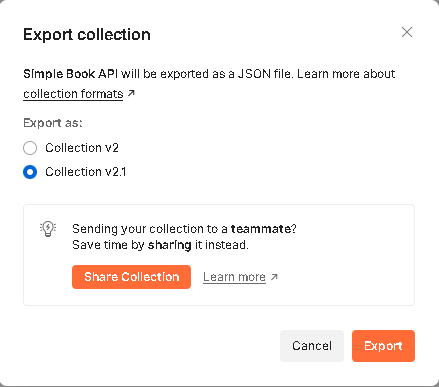 Export collection
Simple Book API will be exported as a JSON file. Learn more about
collection formats ↗
Export as:
Collection v2
Collection v2.1
Sending your collection to a teammate?
Save time by sharing it instead.
Share Collection Learn more ↗
Cancel Export